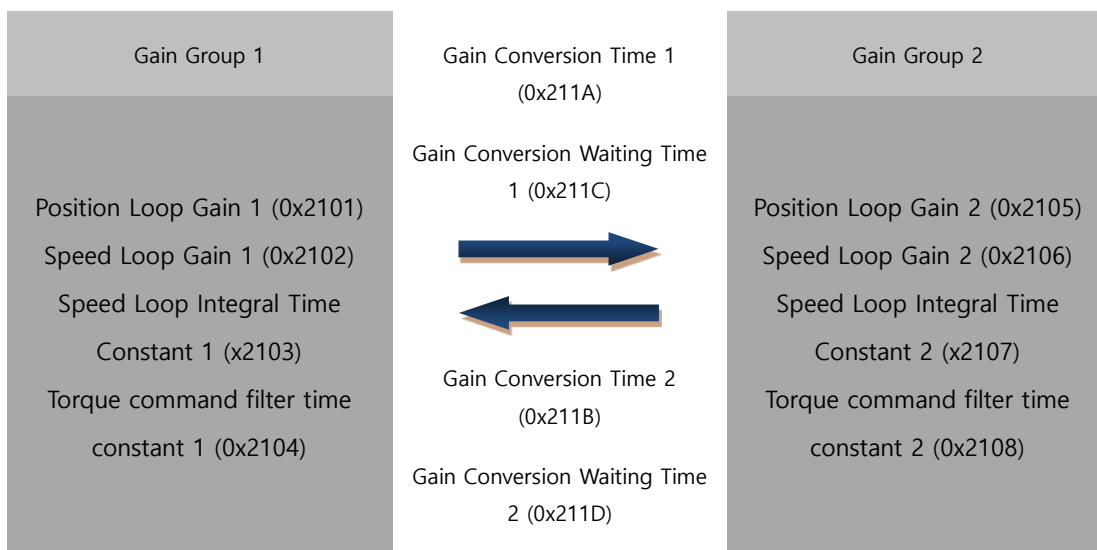 Gain Group 1
Position Loop Gain 1 (0x2101)
Speed Loop Gain 1 (0x2102)
Speed Loop Integral Time
Constant 1 (x2103)
Torque command filter time
constant 1 (0x2104)
Gain Conversion Time 1
(0x211A)
Gain Conversion Waiting Time
1 (0x211C)
Gain Conversion Time 2
(0x211B)
Gain Conversion Waiting Time
2 (0x211D)
Gain Group 2
Position Loop Gain 2 (0x2105)
Speed Loop Gain 2 (0x2106)
Speed Loop Integral Time
Constant 2 (x2107)
Torque command filter time
constant 2 (0x2108)